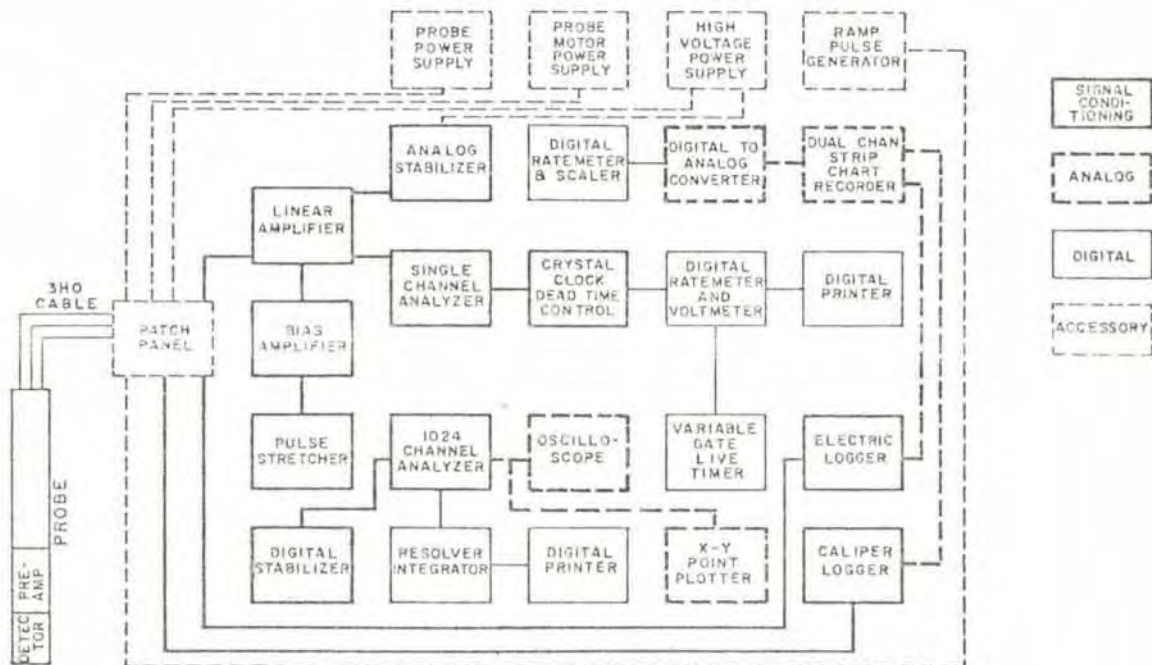 PROBE
POWER
SUPPLY
PROBE
MOTOR
POWER
SUPPLY
HIGH
VOLTAGE
POWER
SUPPLY
RAMP
PULSE
GENERATOR
SIGNAL
CONDI-
TIONING
ANALOG
STABILIZER
DIGITAL
RATEMETER
& SCALER
DIGITAL TO
ANALOG
CONVERTER
DUAL CHAN
STRIP
CHART
RECORDER
ANALOG
LINEAR
AMPLIFIER
SINGLE
CHANNEL
ANALYZER
CRYSTAL
CLOCK
DEAD TIME
CONTROL
DIGITAL
RATEMETER
AND
VOLTMETER
DIGITAL
PRINTER
DIGITAL
3HO
CABLE
PATCH
PANEL
BIAS
AMPLIFIER
ACCESSORY
PULSE
STRETCHER
1024
CHANNEL
ANALYZER
OSCILLO-
SCOPE
VARIABLE
GATE
LIVE
TIMER
ELECTRIC
LOGGER
PROBE
DIGITAL
STABILIZER
RESOLVER
INTEGRATOR
DIGITAL
PRINTER
X-Y
POINT
PLOTTER
CALIPER
LOGGER
PRE-
AMP
DETEC
TOR